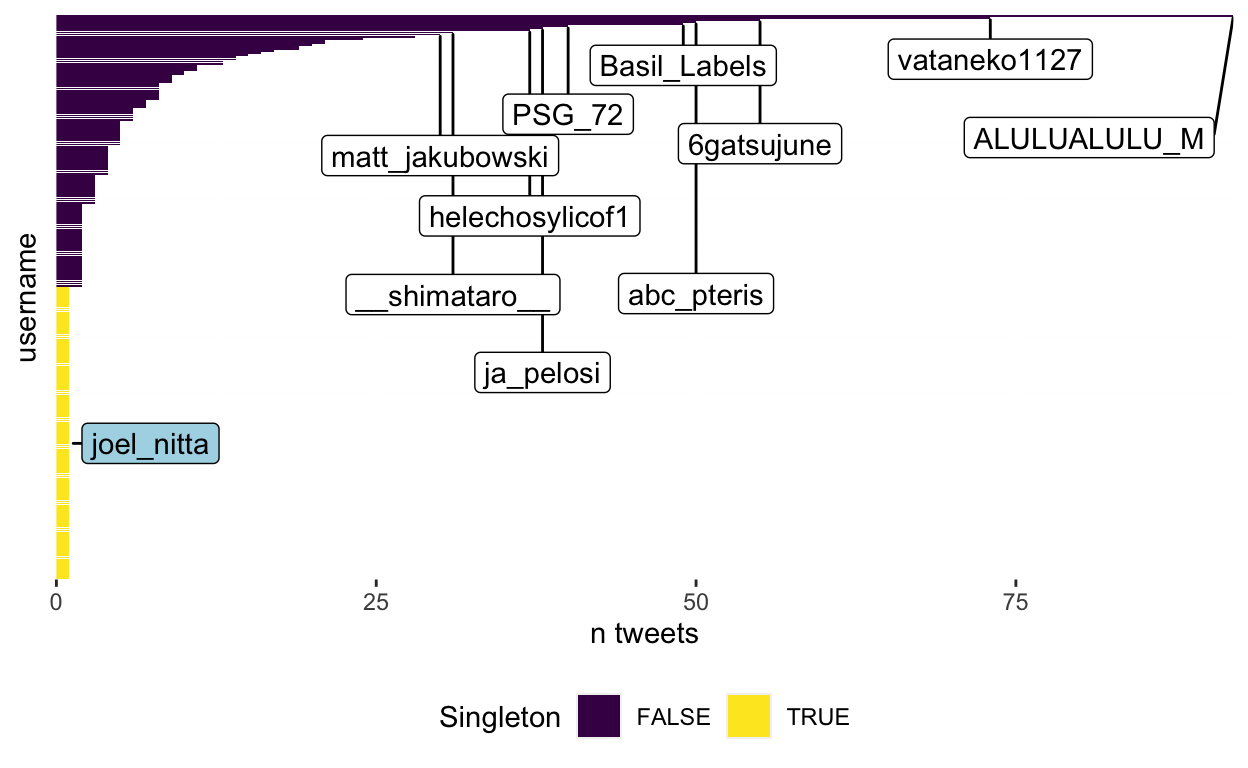 Basil_Labels
vataneko1127
PSG_72
ALULUALULU_M
6gatsujune
matt_jakubowski
helechosylicof1
__shimataro__
abc_pteris
ja_pelosi
joel_nitta
username
0 25 50 75
n tweets
Singleton FALSE TRUE